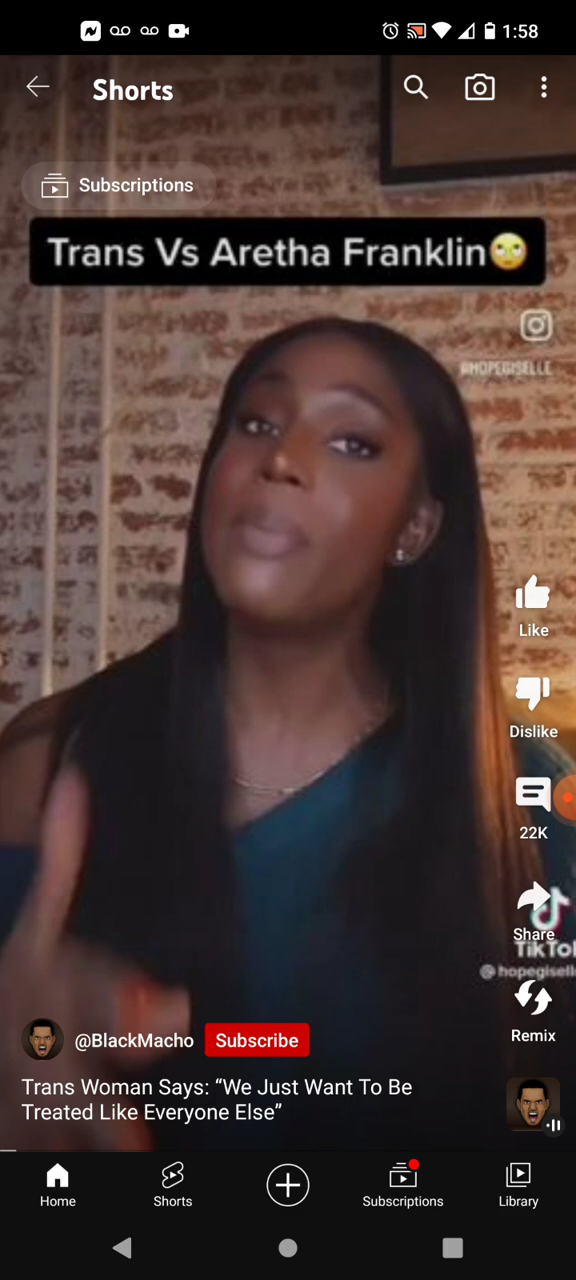 1:58
Shorts
Subscriptions
Trans Vs Aretha Franklin🙄
@HOPEGISELLE
Like
Dislike
22K
Share
TikTok
@hopegiselle
Remix
@BlackMacho Subscribe
Trans Woman Says: “We Just Want To Be
Treated Like Everyone Else”
Home Shorts Subscriptions Library